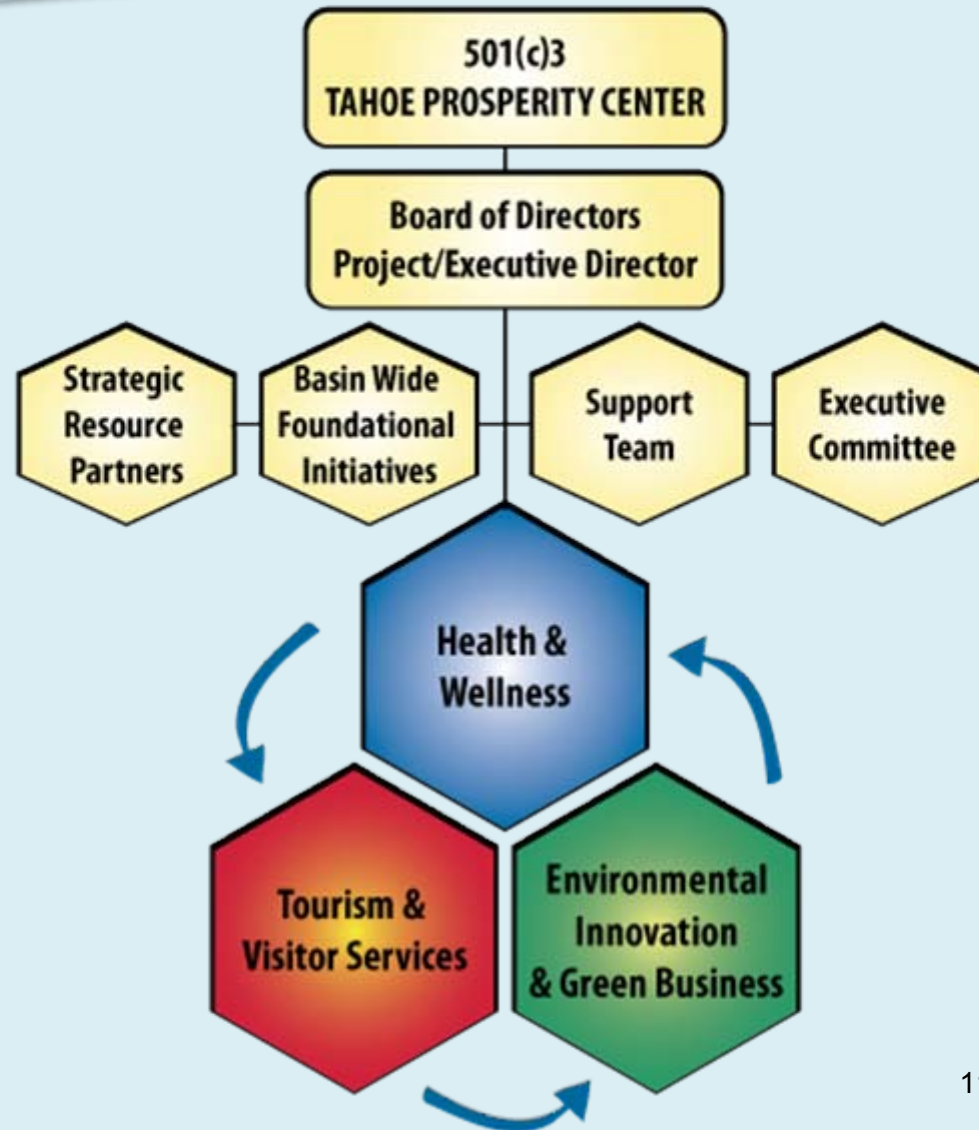 501(c)3
TAHOE PROSPERITY CENTER
Board of Directors
Project/Executive Director
Strategic
Resource
Partners
Basin Wide
Foundational
Initiatives
Support
Team
Executive
Committee
Health &
Wellness
Tourism &
Visitor Services
Environmental
Innovation
& Green Business